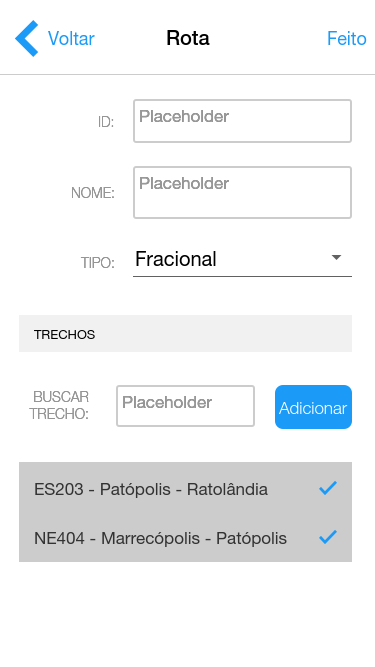 Voltar Rota Feito
ID: Placeholder
NOME: Placeholder
TIPO: Fracional
TRECHOS
BUSCAR
TRECHO: Placeholder Adicionar
ES203 - Patópolis - Ratolândia
NE404 - Marrecópolis - Patópolis